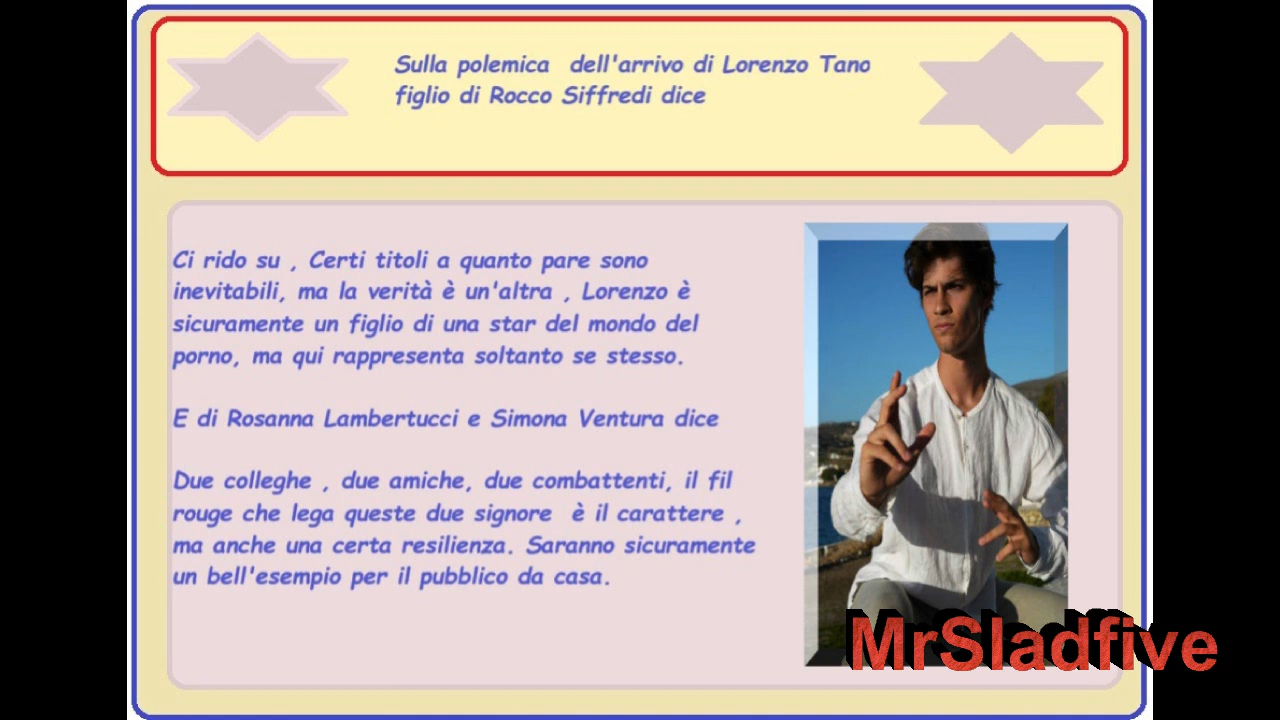 Sulla polemica dell'arrivo di Lorenzo Tano
figlio di Rocco Siffredi dice
Ci rido su , Certi titoli a quanto pare sono
inevitabili, ma la verità è un'altra , Lorenzo è
sicuramente un figlio di una star del mondo del
porno, ma qui rappresenta soltanto se stesso.
E di Rosanna Lambertucci e Simona Ventura dice
Due colleghe , due amiche, due combattenti, il fil
rouge che lega queste due signore è il carattere ,
ma anche una certa resilienza. Saranno sicuramente
un bell'esempio per il pubblico da casa.
MrSladfive